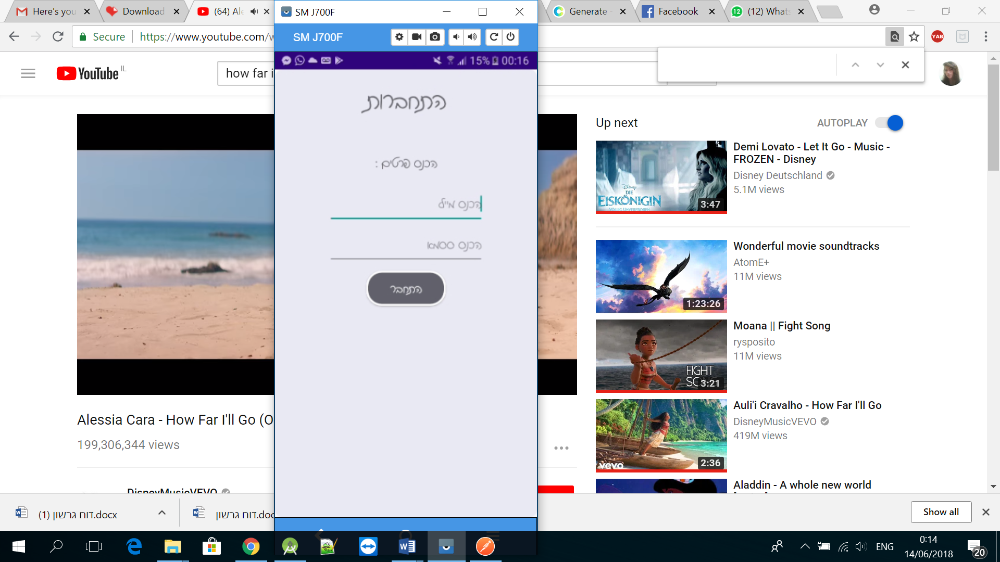 Here's you
Download
(64) Ale
Generate
Facebook
(12) Whats
SM J700F
Secure
https://www.youtube.com/w
SM J700F
YAB
15% 00:16
YouTube IL
how far i
התחברות
הכנס פרטים :
הכנס מייל
הכנס סיסמא
התחבר
Alessia Cara - How Far I'll Go (O
199,306,344 views
DisneyMusicVEVO
Up next
AUTOPLAY
Disney
DIE
EISKÖNIGIN
VÖLLIG UNVERFROREN
3:47
Demi Lovato - Let It Go - Music -
FROZEN - Disney
Disney Deutschland
5.1M views
1:23:26
Wonderful movie soundtracks
AtomE+
11M views
FIGHT
3:21
Moana || Fight Song
rysposito
11M views
vevo
2:36
Auli'i Cravalho - How Far I'll Go
DisneyMusicVEVO
419M views
Aladdin - A whole new world
דוח גרשון (1).docx
דוח גרשון.doc
Show all
ENG
0:14
14/06/2018
20